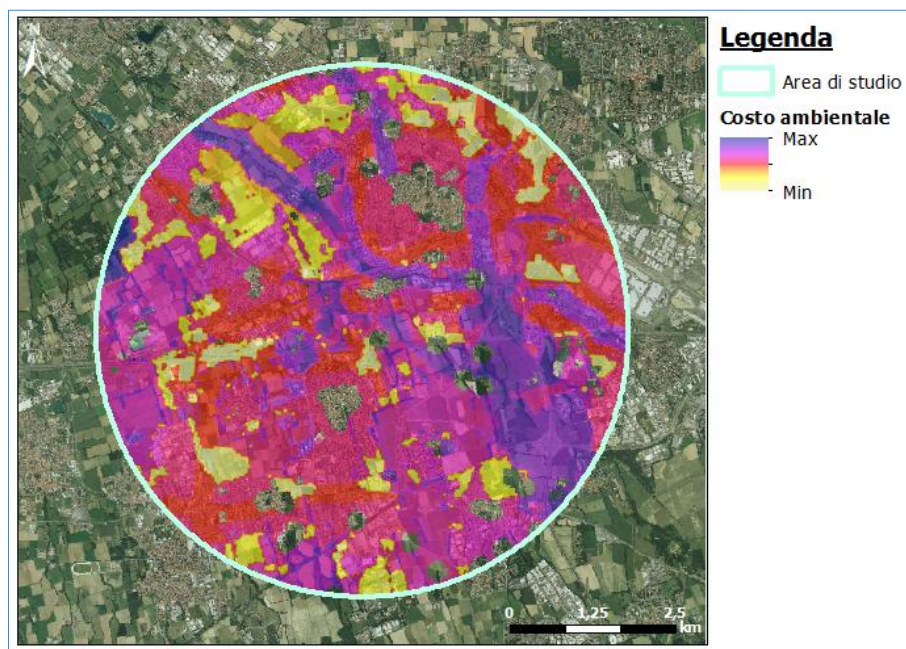 N
Legenda
Area di studio
Costo ambientale
Max
Min
0 1,25 2,5
km